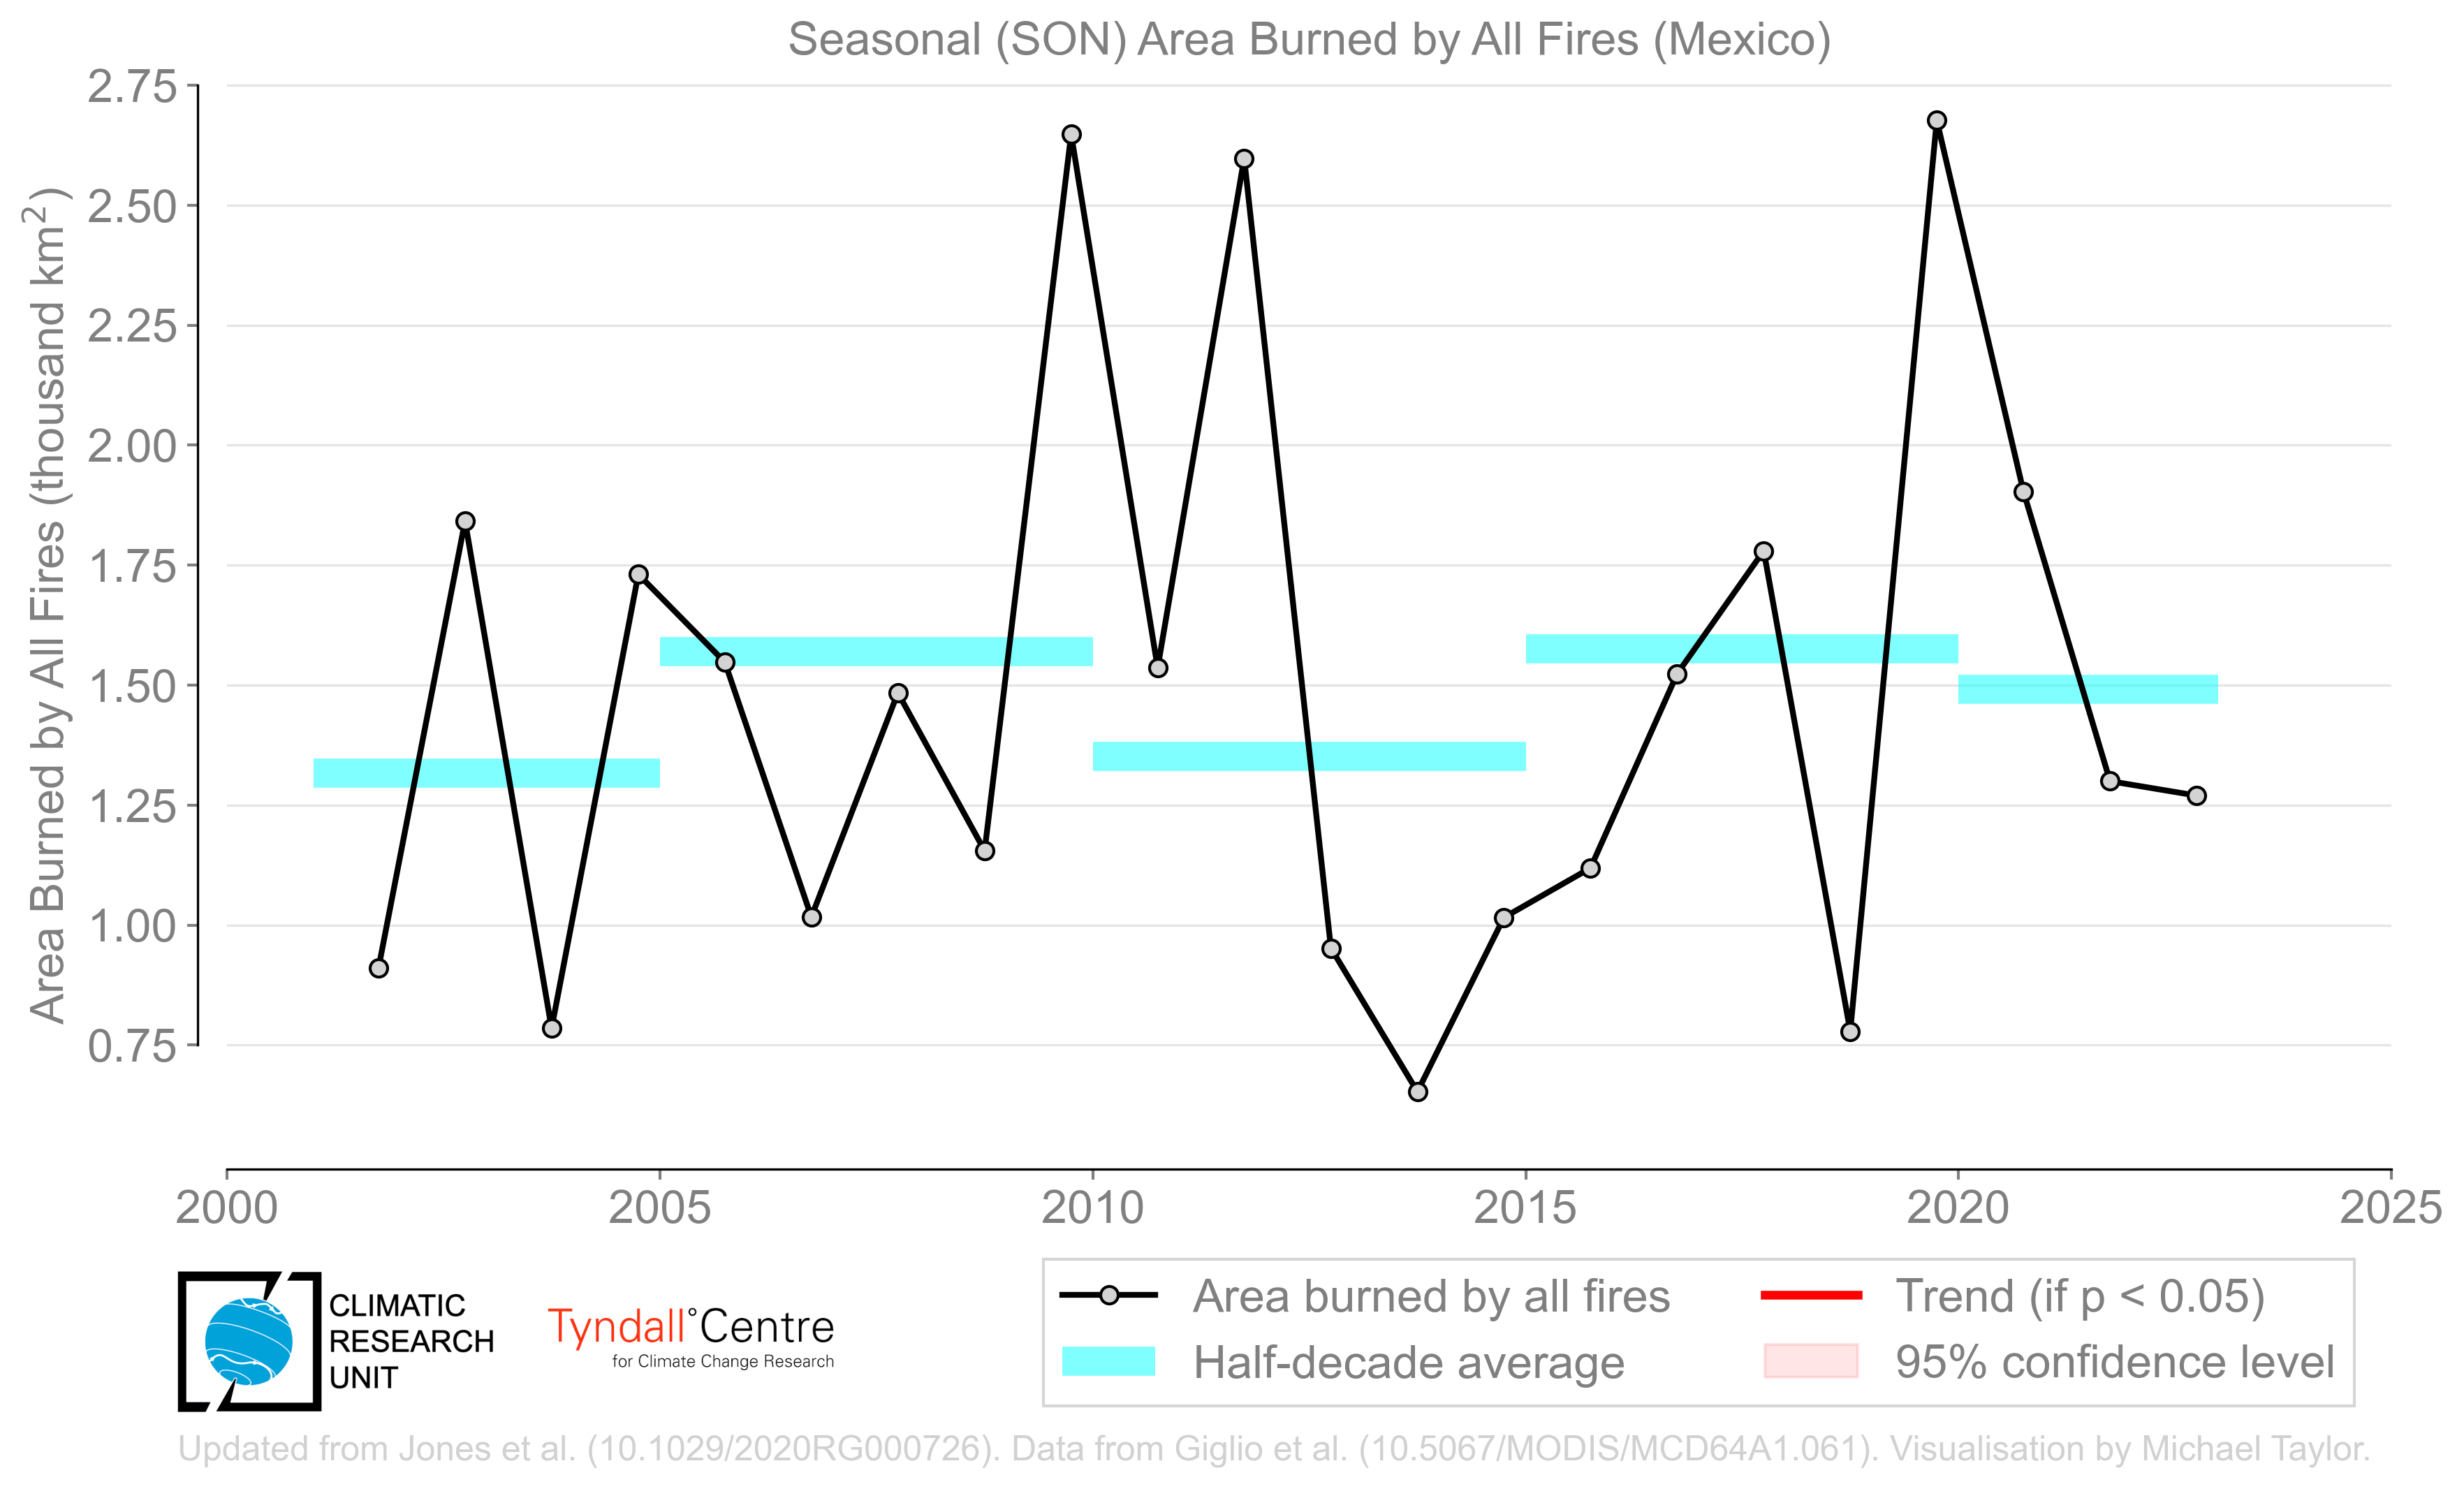 Seasonal (SON) Area Burned by All Fires (Mexico)
Area Burned by All Fires (thousand km²)
2.75
2.50
2.25
2.00
1.75
1.50
1.25
1.00
0.75
2000 2005 2010 2015 2020 2025
CLIMATIC
RESEARCH
UNIT
Tyndall°Centre
for Climate Change Research
Area burned by all fires
Half-decade average
Trend (if p < 0.05)
95% confidence level
Updated from Jones et al. (10.1029/2020RG000726). Data from Giglio et al. (10.5067/MODIS/MCD64A1.061). Visualisation by Michael Taylor.